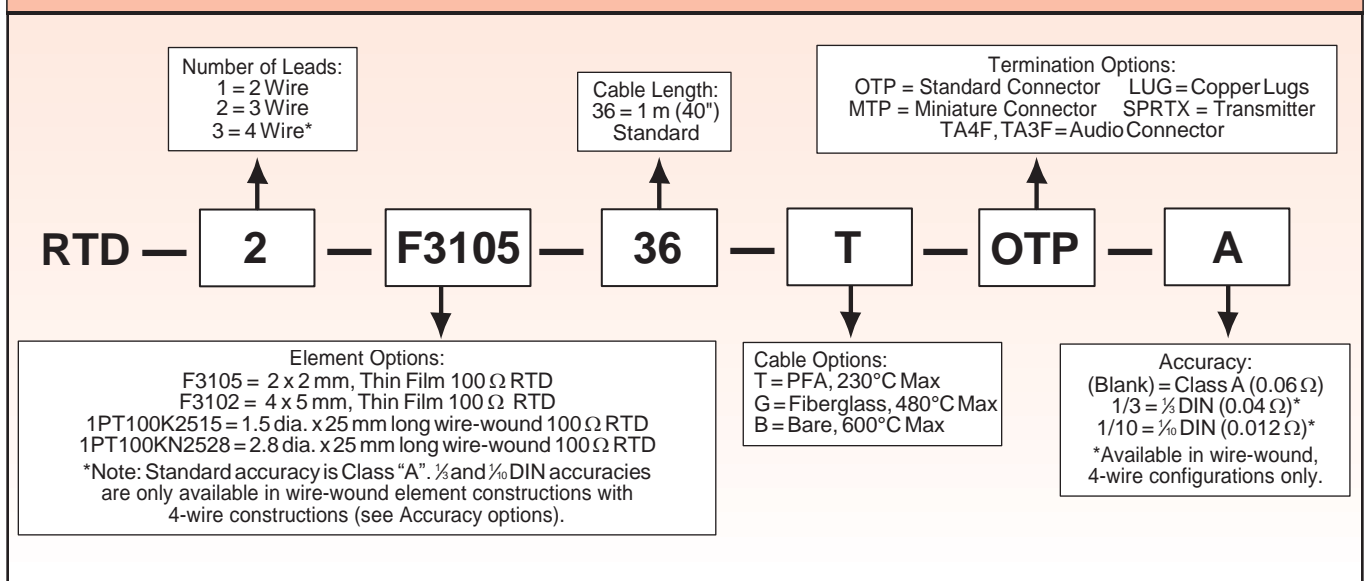 Number of Leads:
1 = 2 Wire
2 = 3 Wire
3 = 4 Wire*
Cable Length:
36 = 1 m (40")
Standard
Termination Options:
OTP = Standard Connector LUG = Copper Lugs
MTP = Miniature Connector SPRTX = Transmitter
TA4F, TA3F = Audio Connector
RTD — 2 — F3105 — 36 — T — OTP — A
Element Options:
F3105 = 2 x 2 mm, Thin Film 100 Ω RTD
F3102 = 4 x 5 mm, Thin Film 100 Ω RTD
1PT100K2515 = 1.5 dia. x 25 mm long wire-wound 100 Ω RTD
1PT100KN2528 = 2.8 dia. x 25 mm long wire-wound 100 Ω RTD
*Note: Standard accuracy is Class “A”. ⅓ and ⅒ DIN accuracies
are only available in wire-wound element constructions with
4-wire constructions (see Accuracy options).
Cable Options:
T = PFA, 230°C Max
G = Fiberglass, 480°C Max
B = Bare, 600°C Max
Accuracy:
(Blank) = Class A (0.06 Ω)
1/3 = ⅓ DIN (0.04 Ω)*
1/10 = ⅒ DIN (0.012 Ω)*
*Available in wire-wound,
4-wire configurations only.